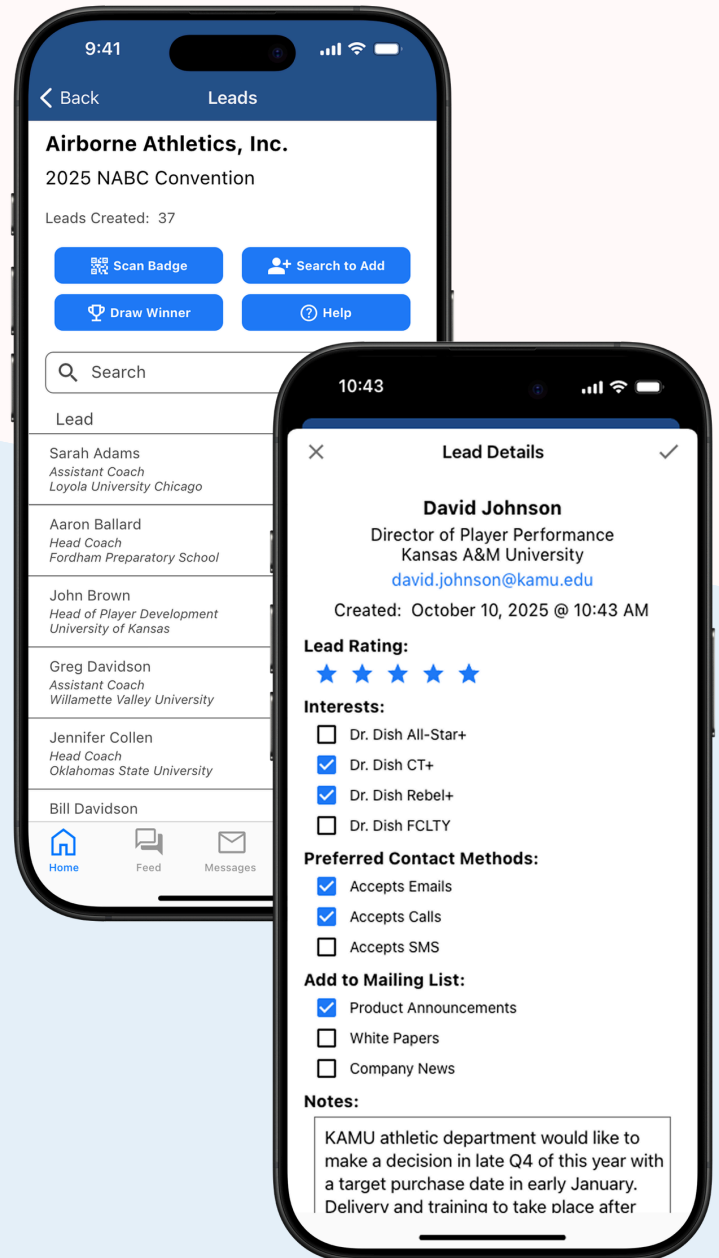 9:41
Back
Leads
Airborne Athletics, Inc.
2025 NABC Convention
Leads Created: 37
Scan Badge
Search to Add
Draw Winner
Help
Search
Lead
Sarah Adams
Assistant Coach
Loyola University Chicago
Aaron Ballard
Head Coach
Fordham Preparatory School
John Brown
Head of Player Development
University of Kansas
Greg Davidson
Assistant Coach
Willamette Valley University
Jennifer Collen
Head Coach
Oklahomas State University
Bill Davidson
Home
Feed
Messages
10:43
Lead Details
David Johnson
Director of Player Performance
Kansas A&M University
david.johnson@kamu.edu
Created: October 10, 2025 @ 10:43 AM
Lead Rating:
Interests:
Dr. Dish All-Star+
Dr. Dish CT+
Dr. Dish Rebel+
Dr. Dish FCLTY
Preferred Contact Methods:
Accepts Emails
Accepts Calls
Accepts SMS
Add to Mailing List:
Product Announcements
White Papers
Company News
Notes:
KAMU athletic department would like to
make a decision in late Q4 of this year with
a target purchase date in early January.
Delivery and training to take place after